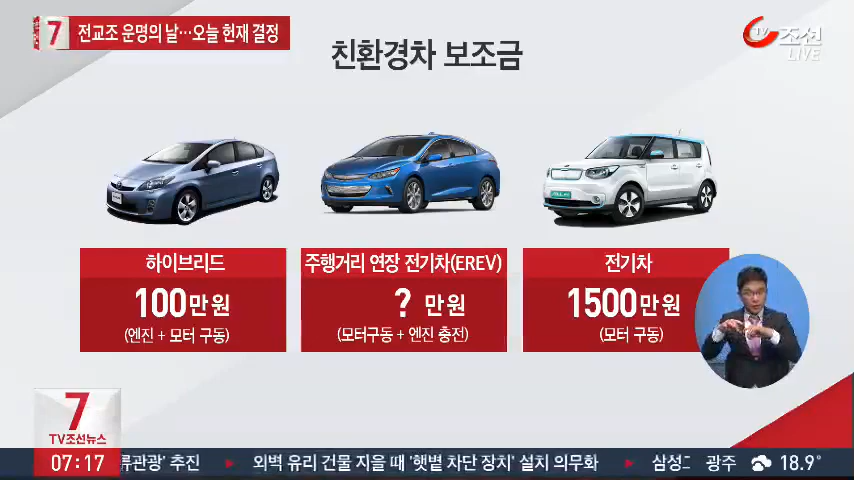 7 전교조 운명의 날…오늘 헌재 결정
TV조선
LIVE
친환경차 보조금
하이브리드
100만원
(엔진 + 모터 구동)
주행거리 연장 전기차(EREV)
? 만원
(모터구동 + 엔진 충전)
전기차
1500만원
(모터 구동)
7
TV조선뉴스
07:17 류관광' 추진 ▶ 외벽 유리 건물 지을 때 '햇볕 차단 장치' 설치 의무화 ▶ 삼성그 광주 18.9°